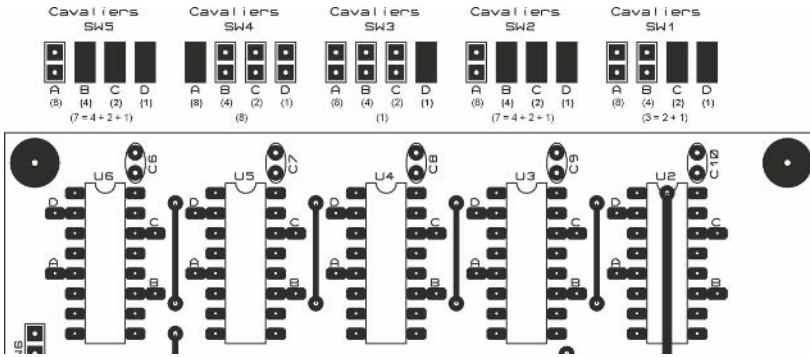 Cavaliers Cavaliers Cavaliers Cavaliers Cavaliers
SW5 SW4 SW3 SW2 SW1
A B C D A B C D A B C D A B C D A B C D
(8) (4) (2) (1) (8) (4) (2) (1) (8) (4) (2) (1) (8) (4) (2) (1) (8) (4) (2) (1)
(7 = 4 + 2 + 1) (8) (1) (7 = 4 + 2 + 1) (3 = 2 + 1)
U6 C6 U5 C7 U4 C8 U3 C9 U2 C10
D D D D D
C C C C C
A A A A A
B B B B B